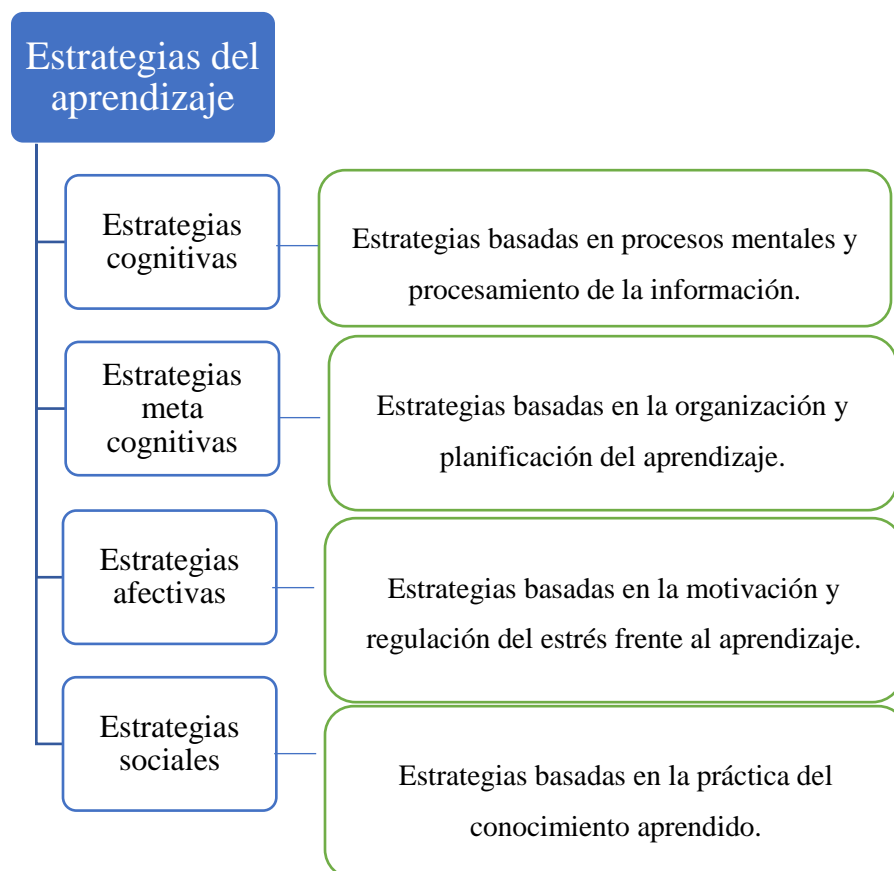 Estrategias del
aprendizaje
Estrategias
cognitivas
Estrategias basadas en procesos mentales y
procesamiento de la información.
Estrategias
meta
cognitivas
Estrategias basadas en la organización y
planificación del aprendizaje.
Estrategias
afectivas
Estrategias basadas en la motivación y
regulación del estrés frente al aprendizaje.
Estrategias
sociales
Estrategias basadas en la práctica del
conocimiento aprendido.